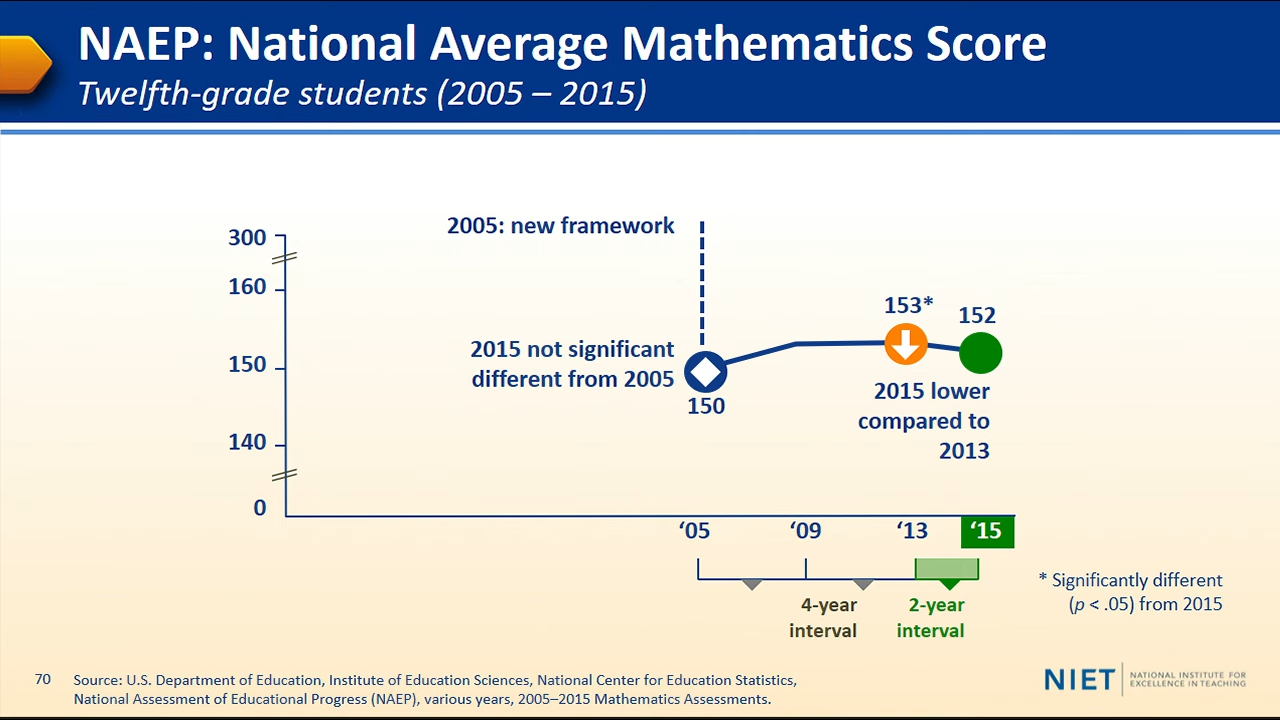 NAEP: National Average Mathematics Score
Twelfth-grade students (2005 – 2015)
300
160
150
140
0
2005: new framework
2015 not significant
different from 2005
150
153*
152
2015 lower
compared to
2013
‘05
‘09
‘13
‘15
4-year
interval
2-year
interval
* Significantly different
(p < .05) from 2015
70
Source: U.S. Department of Education, Institute of Education Sciences, National Center for Education Statistics,
National Assessment of Educational Progress (NAEP), various years, 2005–2015 Mathematics Assessments.
NIET
NATIONAL INSTITUTE FOR
EXCELLENCE IN TEACHING